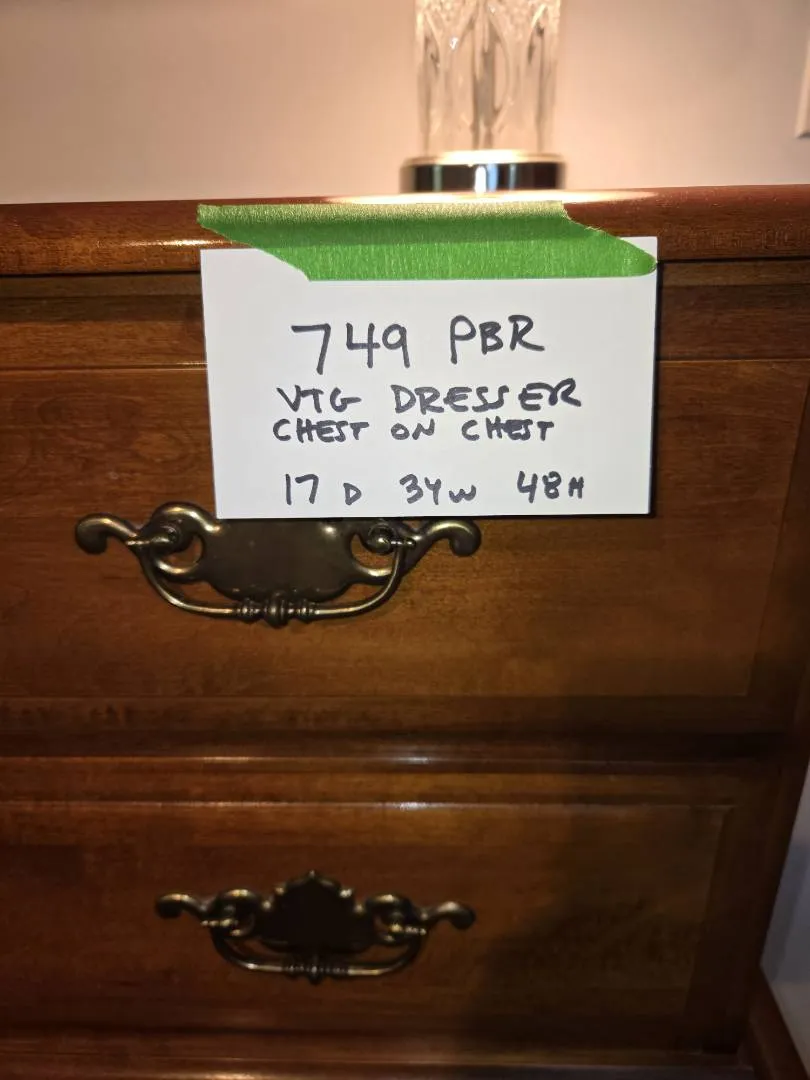 749 PBR
VTG DRESSER
CHEST ON CHEST
17 D 34W 48H